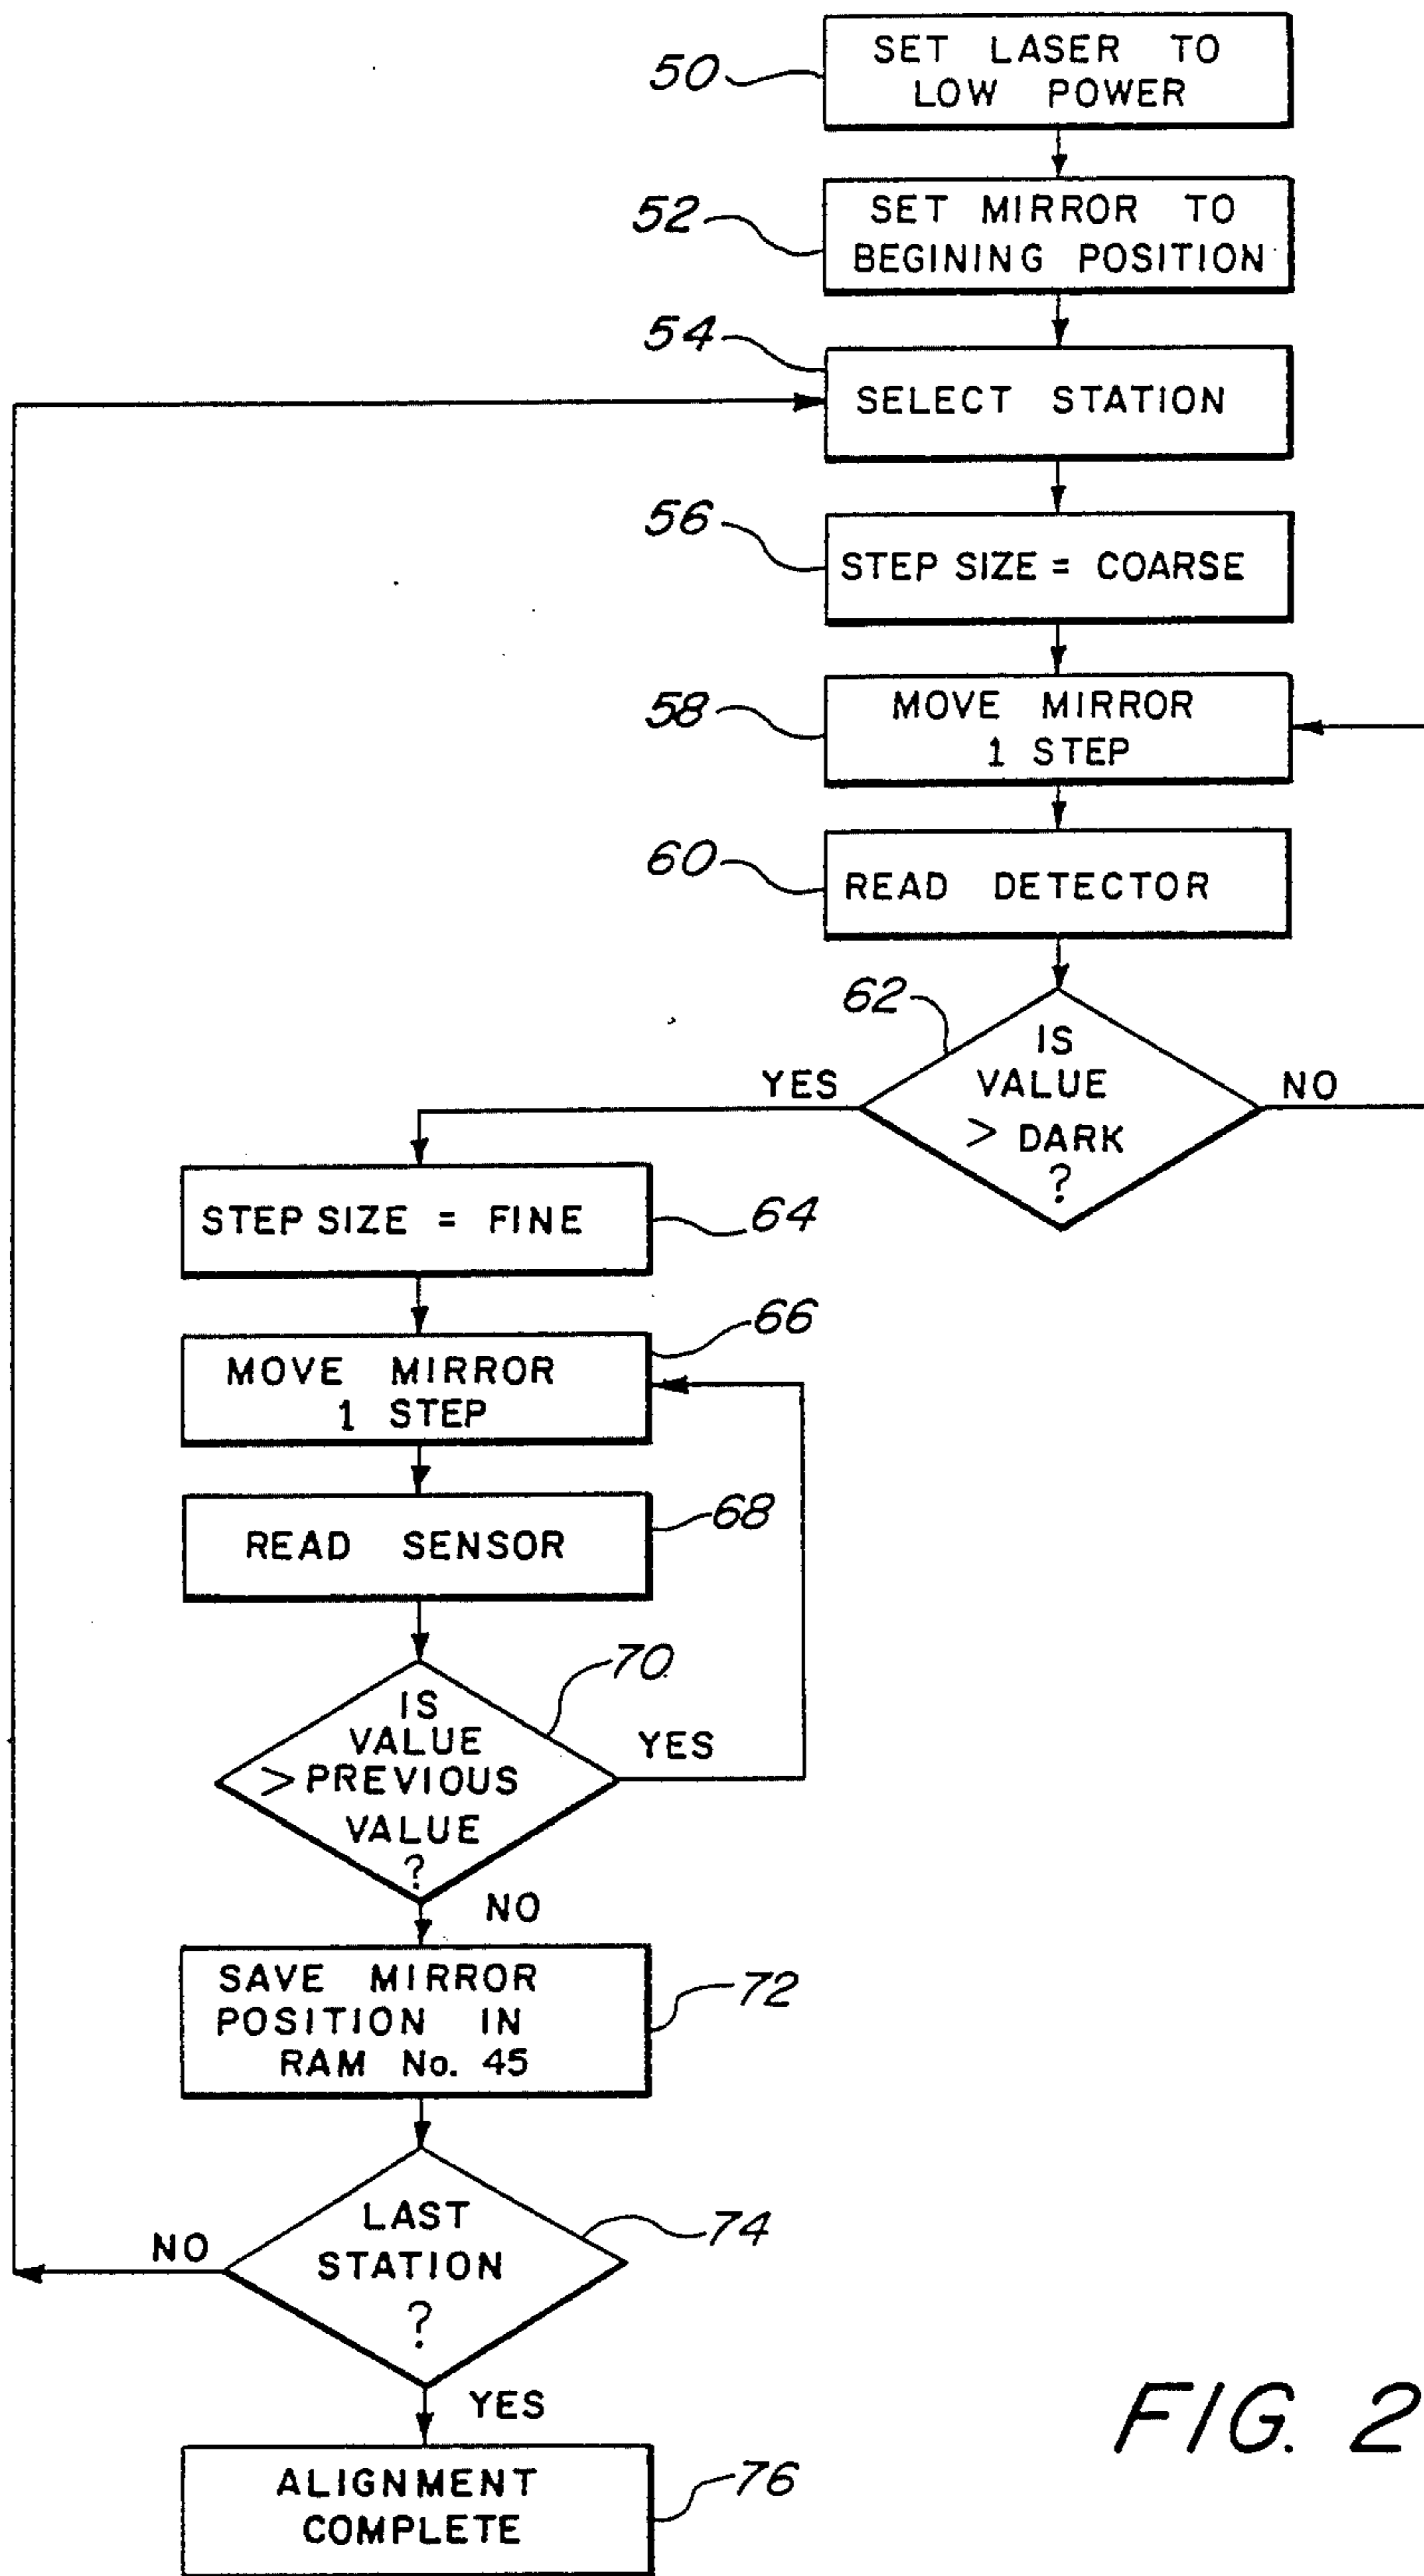 50
SET LASER TO
LOW POWER
52
SET MIRROR TO
BEGINING POSITION
54
SELECT STATION
56
STEP SIZE = COARSE
58
MOVE MIRROR
1 STEP
60
READ DETECTOR
62
IS
VALUE
> DARK
?
YES
NO
STEP SIZE = FINE
64
MOVE MIRROR
1 STEP
66
READ SENSOR
68
IS
VALUE
> PREVIOUS
VALUE
?
70
YES
NO
SAVE MIRROR
POSITION IN
RAM No. 45
72
LAST
STATION
?
74
NO
YES
ALIGNMENT
COMPLETE
76
FIG. 2